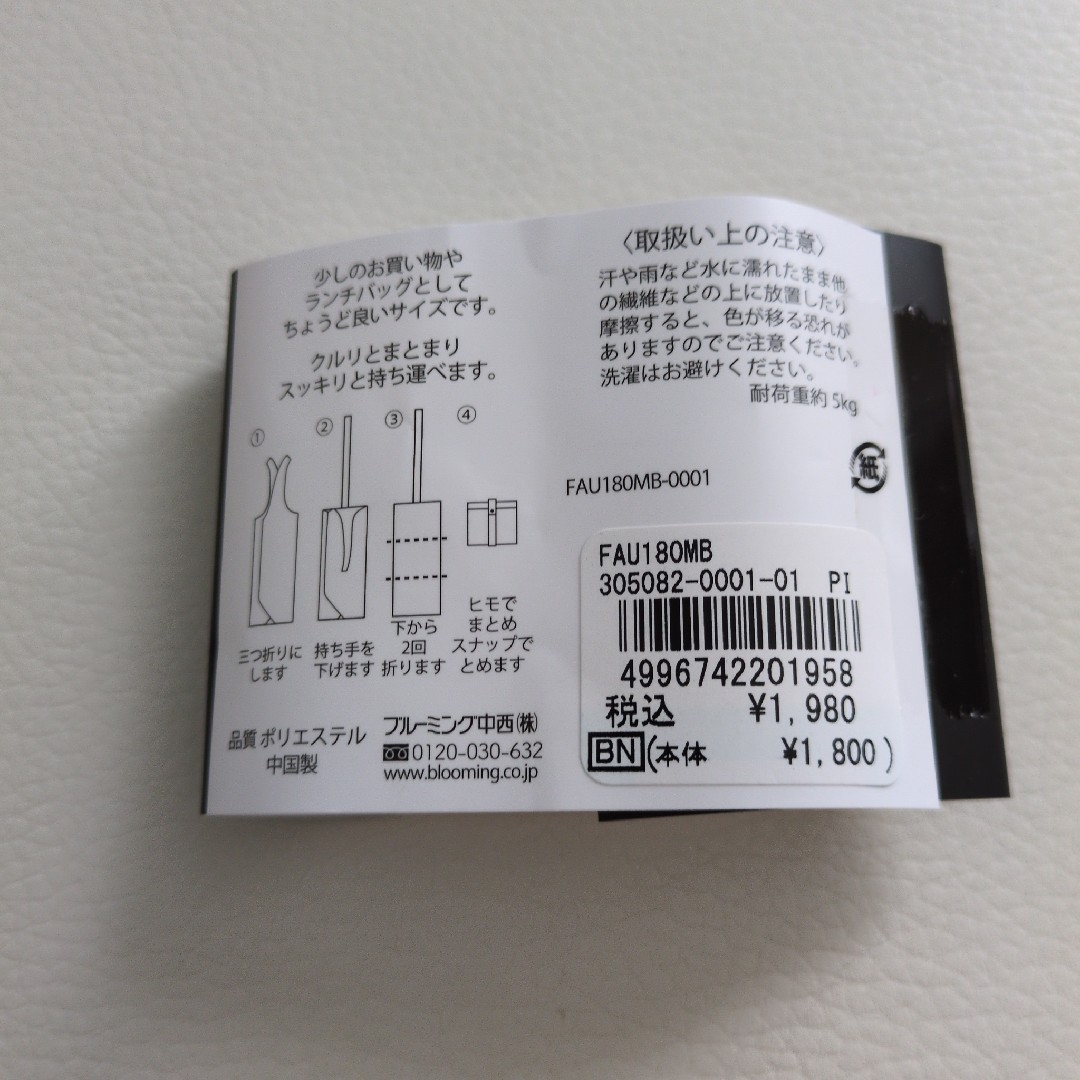 少しのお買い物や
ランチバッグとして
ちょうど良いサイズです。
クルリとまとまり
スッキリと持ち運べます。
①
三つ折りに
します
②
持ち手を
下げます
③
下から
2回
折ります
④
ヒモで
まとめ
スナップで
とめます
品質 ポリエステル
中国製
ブルーミング中西(株)
0120-030-632
www.blooming.co.jp
〈取扱い上の注意〉
汗や雨など水に濡れたまま他
の繊維などの上に放置したり
摩擦すると、色が移る恐れが
ありますのでご注意ください。
洗濯はお避けください。
耐荷重約 5kg
紙
FAU180MB-0001
FAU180MB
305082-0001-01 PI
4996742201958
税込 ¥1,980
BN (本体 ¥1,800)